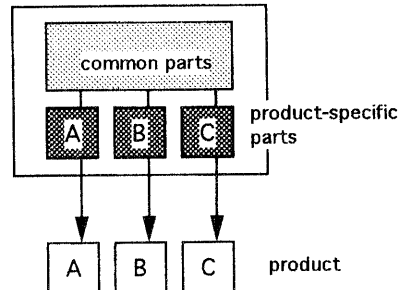 common parts
product-specific
parts
A B C
A B C
product